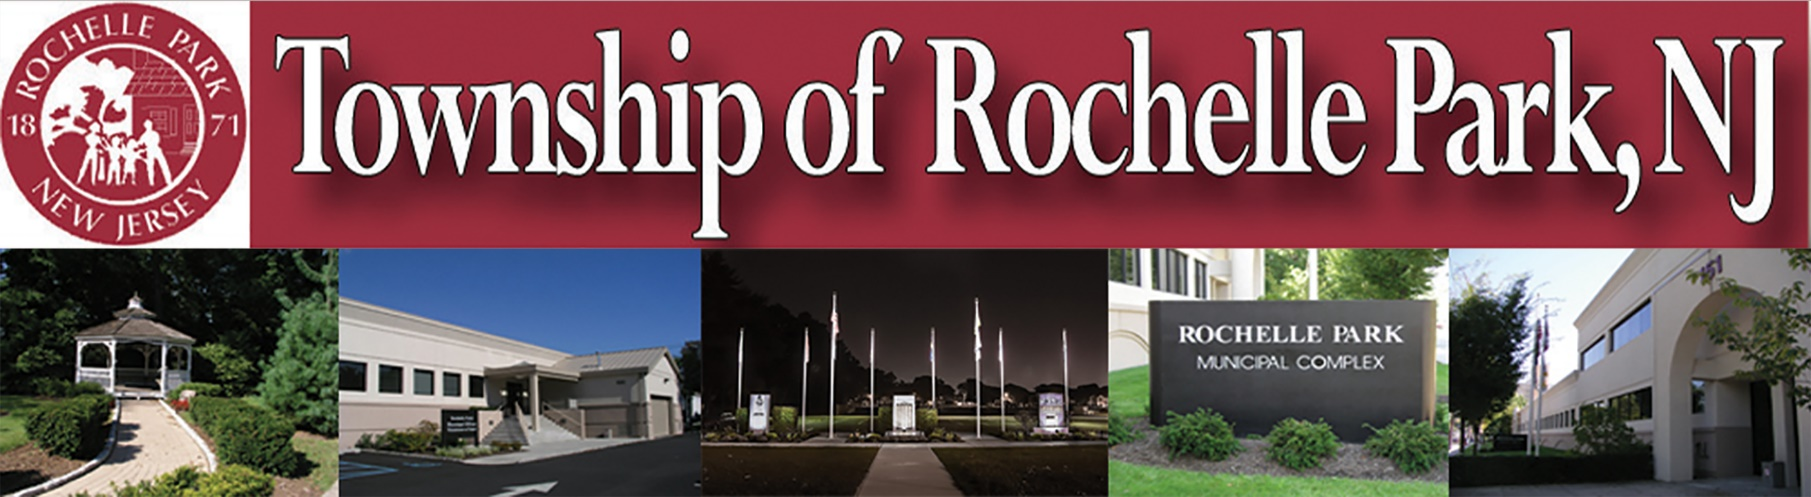 ROCHELLE PARK
18 71
NEW JERSEY
Township of Rochelle Park, NJ
ROCHELLE PARK
MUNICIPAL COMPLEX